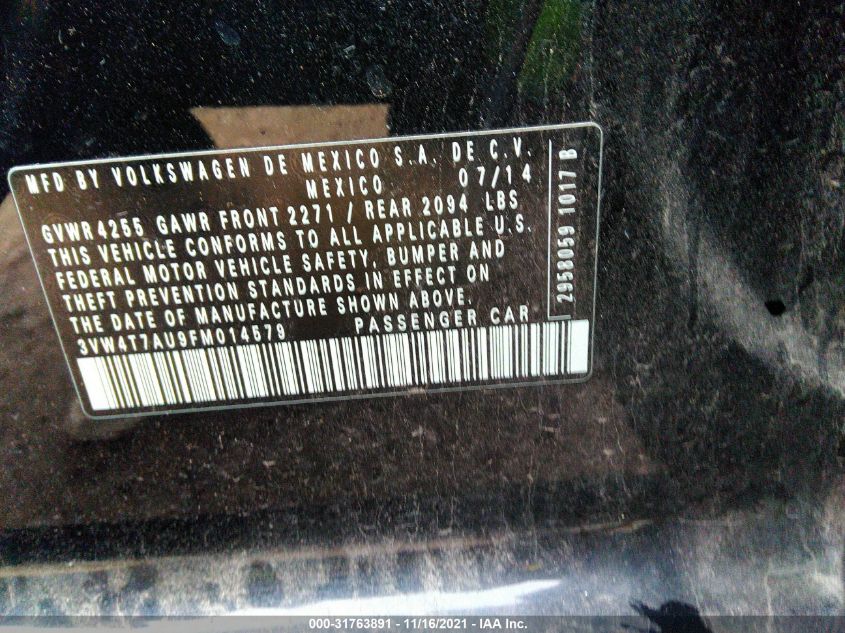 MFD BY VOLKSWAGEN DE MEXICO S.A. DE C.V.
MEXICO 07/14
GVWR 4255 GAWR FRONT 2271 / REAR 2094 LBS
THIS VEHICLE CONFORMS TO ALL APPLICABLE U.S.
FEDERAL MOTOR VEHICLE SAFETY, BUMPER AND
THEFT PREVENTION STANDARDS IN EFFECT ON
THE DATE OF MANUFACTURE SHOWN ABOVE.
3VW4T7AU9FM014579 PASSENGER CAR
2958059 1017 B
000-31763891 - 11/16/2021 - IAA Inc.